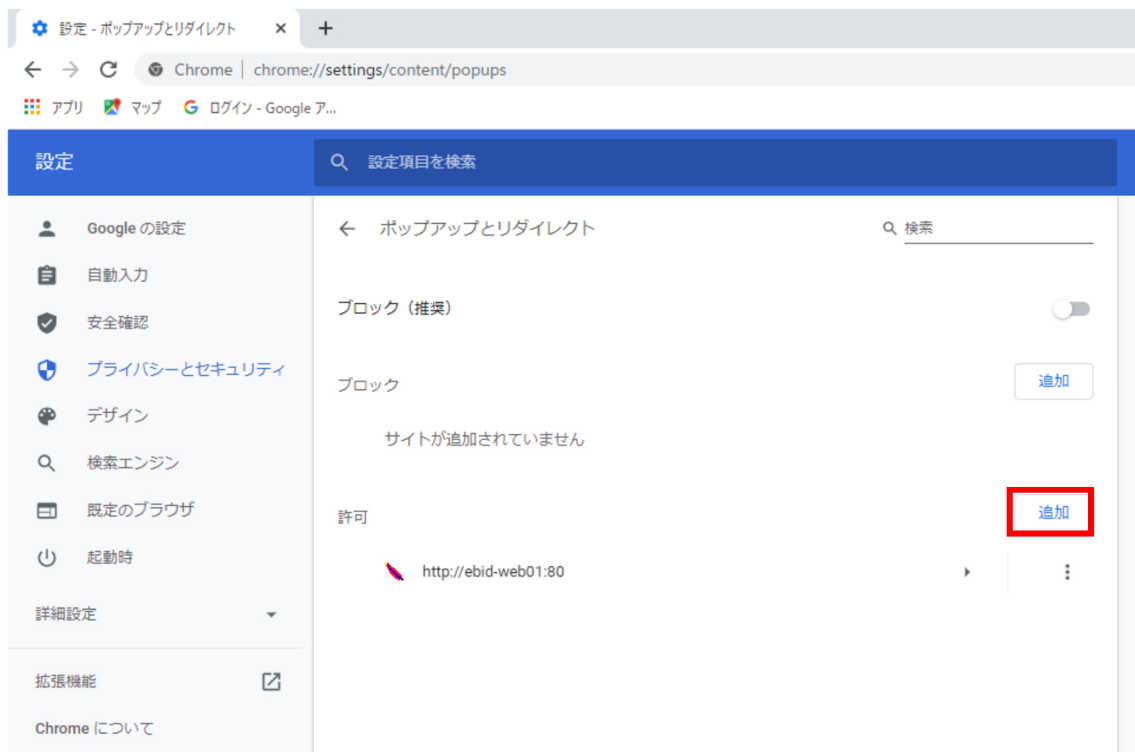 設定 - ポップアップとリダイレクト
Chrome | chrome://settings/content/popups
アプリ マップ ログイン - Google ア...
設定
設定項目を検索
Google の設定
自動入力
安全確認
プライバシーとセキュリティ
デザイン
検索エンジン
既定のブラウザ
起動時
詳細設定
拡張機能
Chrome について
ポップアップとリダイレクト
検索
ブロック（推奨）
ブロック
追加
サイトが追加されていません
許可
追加
http://ebid-web01:80